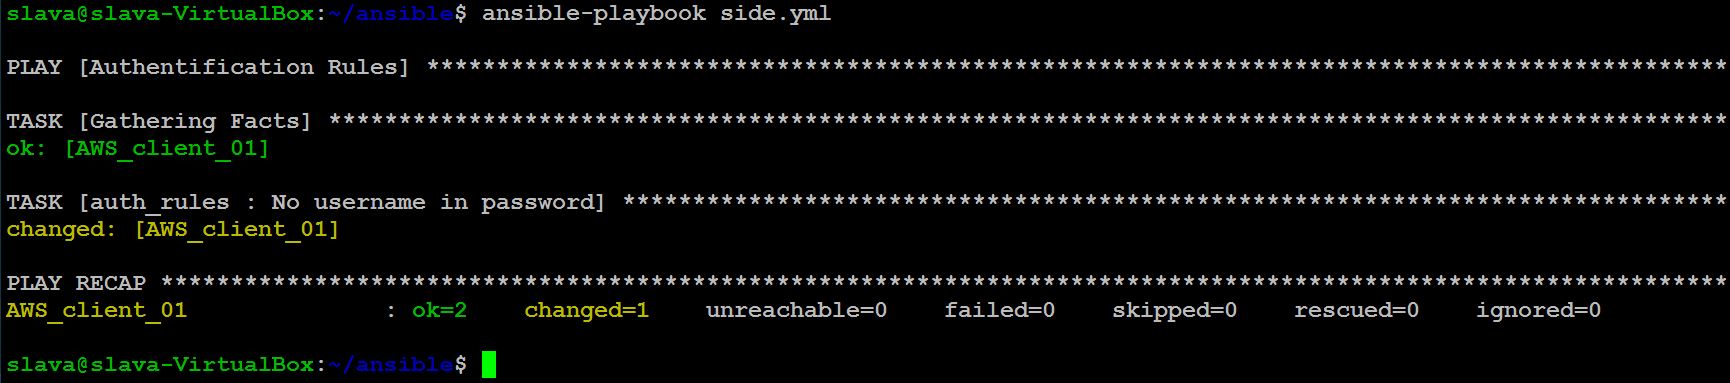 slava@slava-VirtualBox:~/ansible$ ansible-playbook side.yml
PLAY [Authentification Rules] *********************************************************************************************
TASK [Gathering Facts] ****************************************************************************************************
ok: [AWS_client_01]
TASK [auth_rules : No username in password] *******************************************************************************
changed: [AWS_client_01]
PLAY RECAP ****************************************************************************************************************
AWS_client_01              : ok=2    changed=1    unreachable=0    failed=0    skipped=0    rescued=0    ignored=0
slava@slava-VirtualBox:~/ansible$